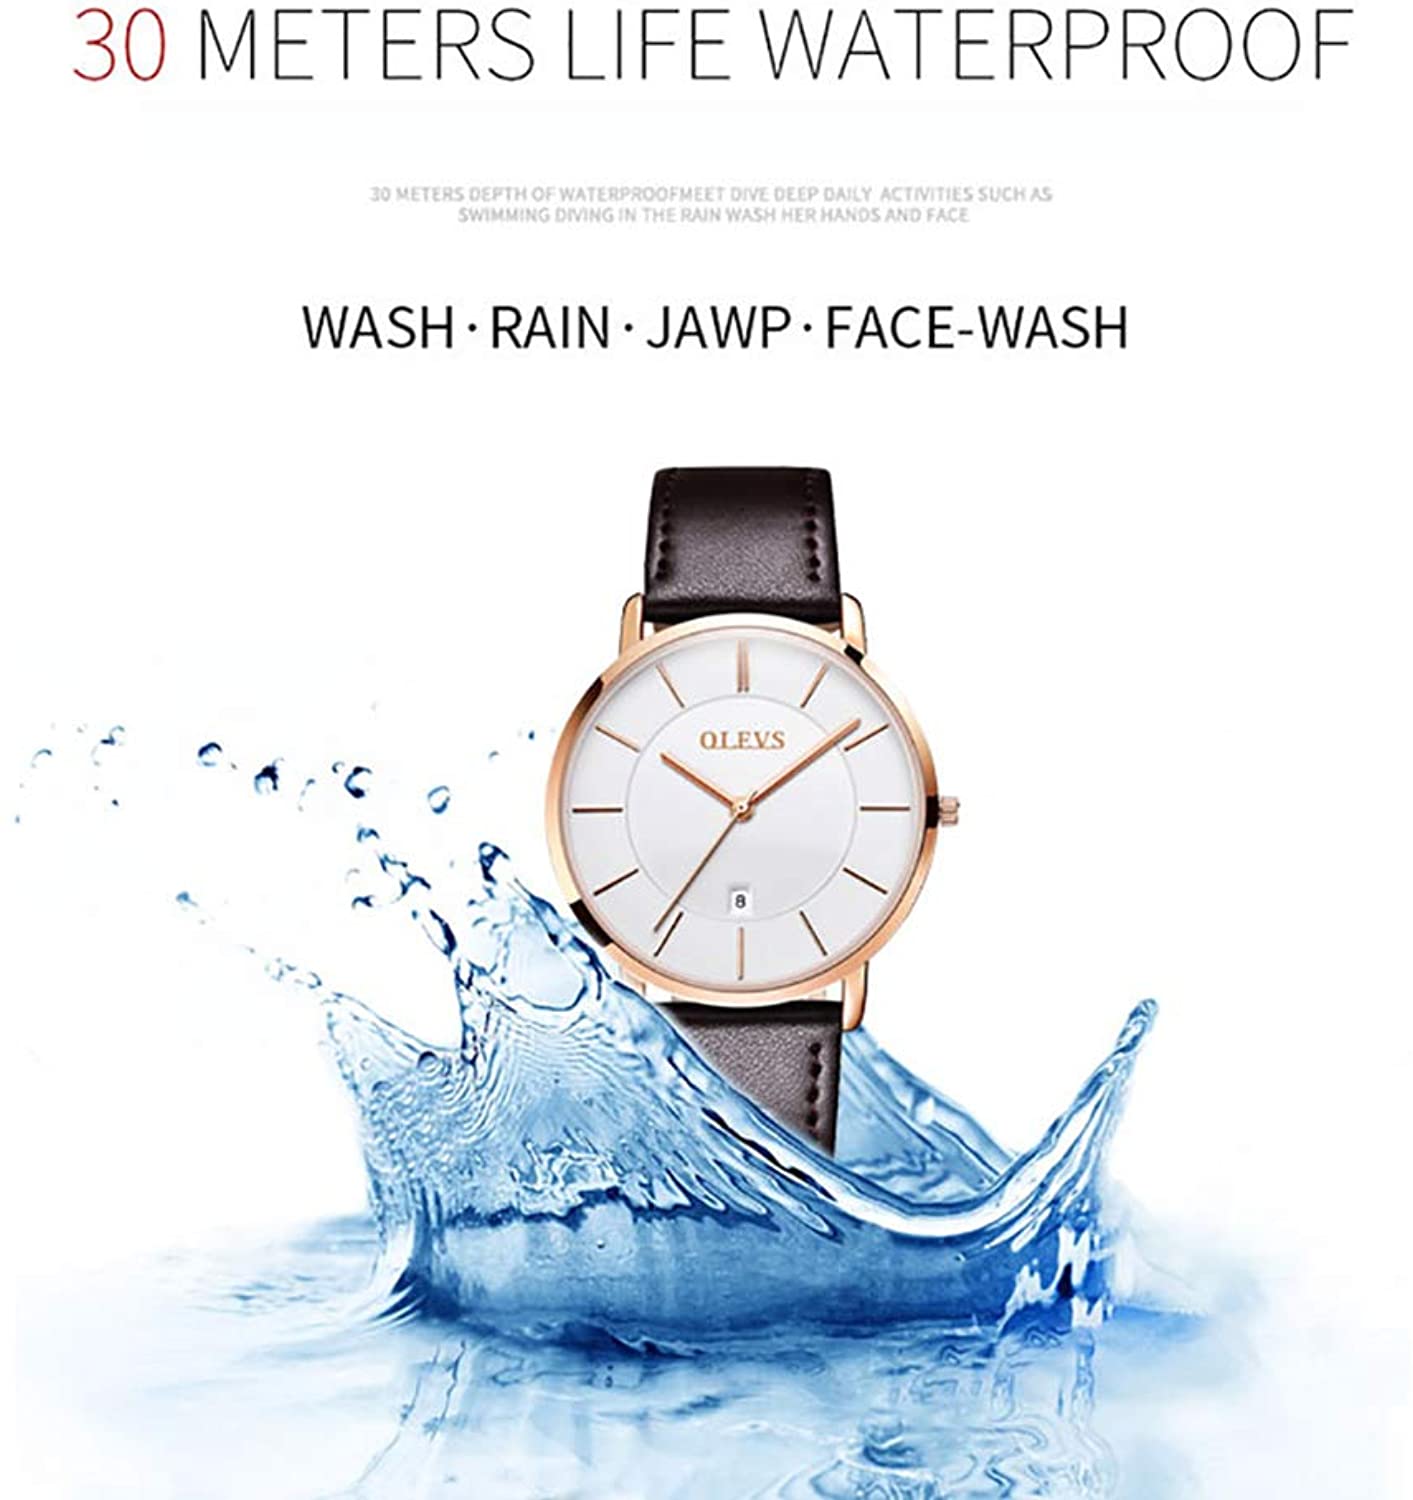 30 METERS LIFE WATERPROOF
30 METERS DEPTH OF WATERPROOFMEET DIVE DEEP DAILY ACTIVITIES SUCH AS
SWIMMING DIVING IN THE RAIN WASH HER HANDS AND FACE
WASH·RAIN·JAWP·FACE-WASH
OLEVS
8